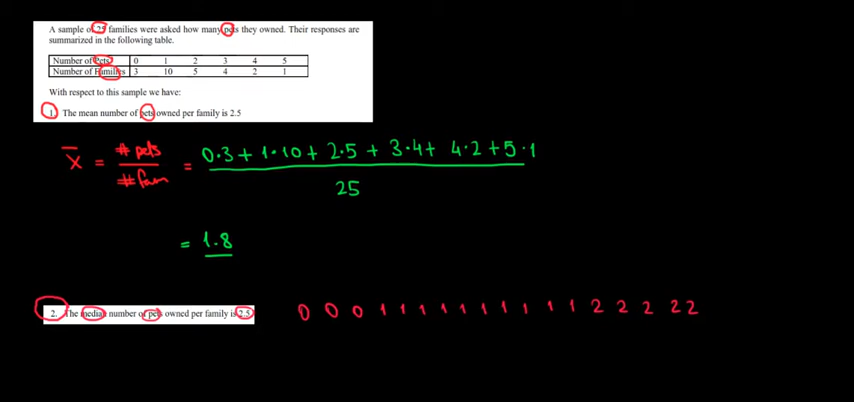 A sample of 25 families were asked how many pets they owned. Their responses are
summarized in the following table.
Number of Pets 0 1 2 3 4 5
Number of Families 3 10 5 4 2 1
With respect to this sample we have:
1. The mean number of pets owned per family is 2.5
x̄ = # pets / # fam = 0·3 + 1·10 + 2·5 + 3·4 + 4·2 + 5·1 / 25
= 1.8
2. The median number of pets owned per family is 2.5 0 0 0 1 1 1 1 1 1 1 1 1 1 2 2 2 2 2